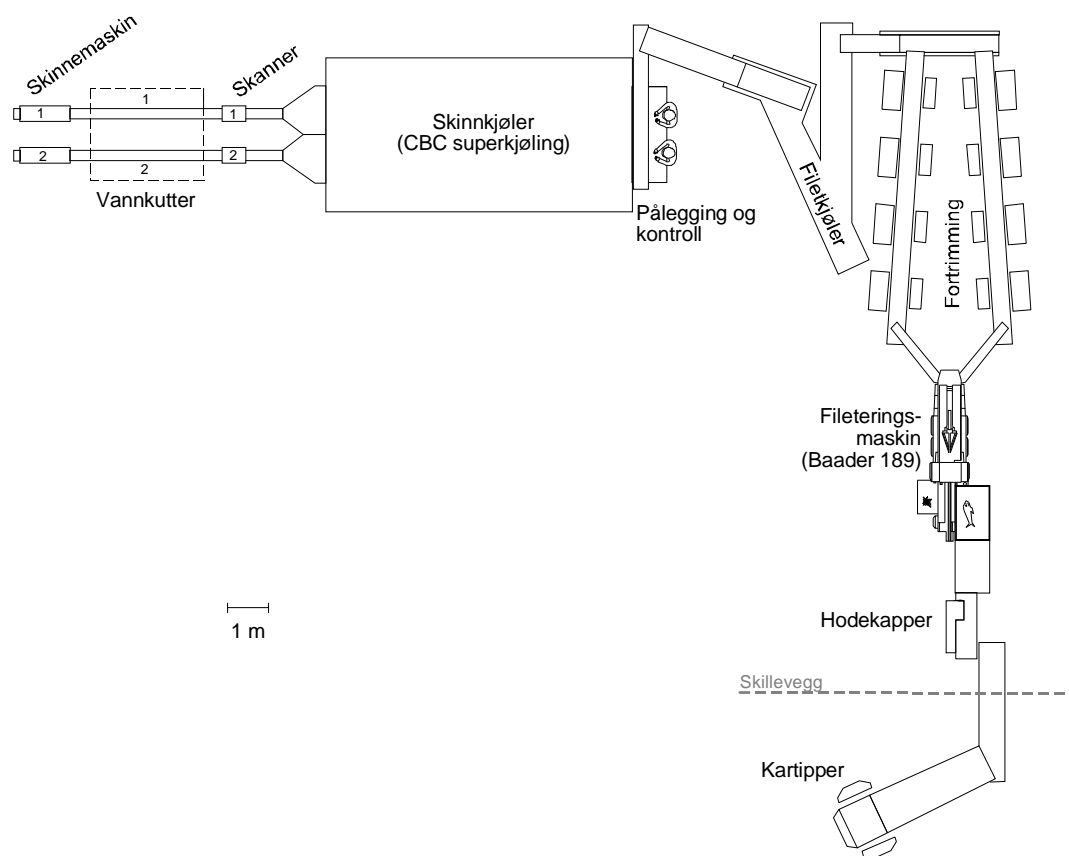 Skinnemaskin
Skanner
1
1
1
2
2
2
Vannkutter
Skinnkjøler
(CBC superkjøling)
Pålegging og
kontroll
Filetkjøler
Fortrimming
Fileterings-
maskin
(Baader 189)
1 m
Hodekapper
Skillevegg
Kartipper